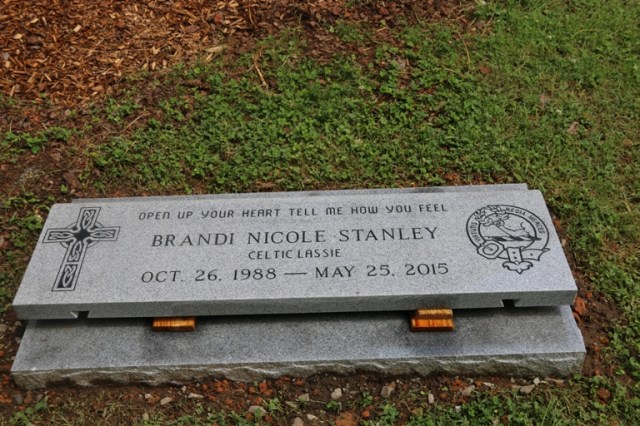 OPEN UP YOUR HEART TELL ME HOW YOU FEEL
BRANDI NICOLE STANLEY
CELTIC LASSIE
OCT. 26, 1988 — MAY 25, 2015